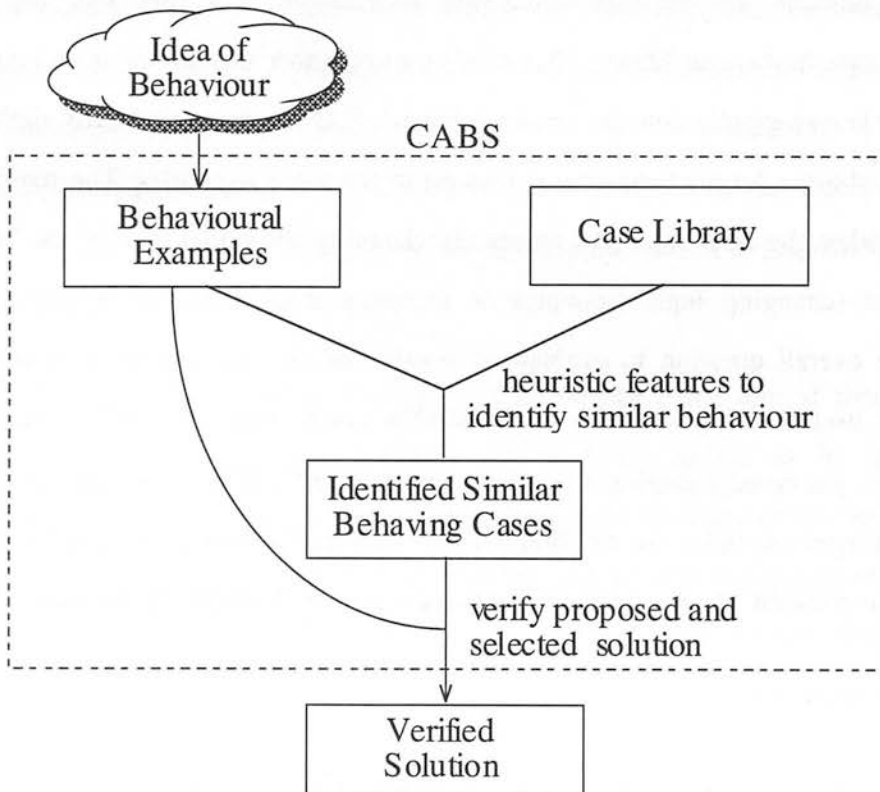 Idea of
Behaviour
CABS
Behavioural
Examples
Case Library
heuristic features to
identify similar behaviour
Identified Similar
Behaving Cases
verify proposed and
selected solution
Verified
Solution